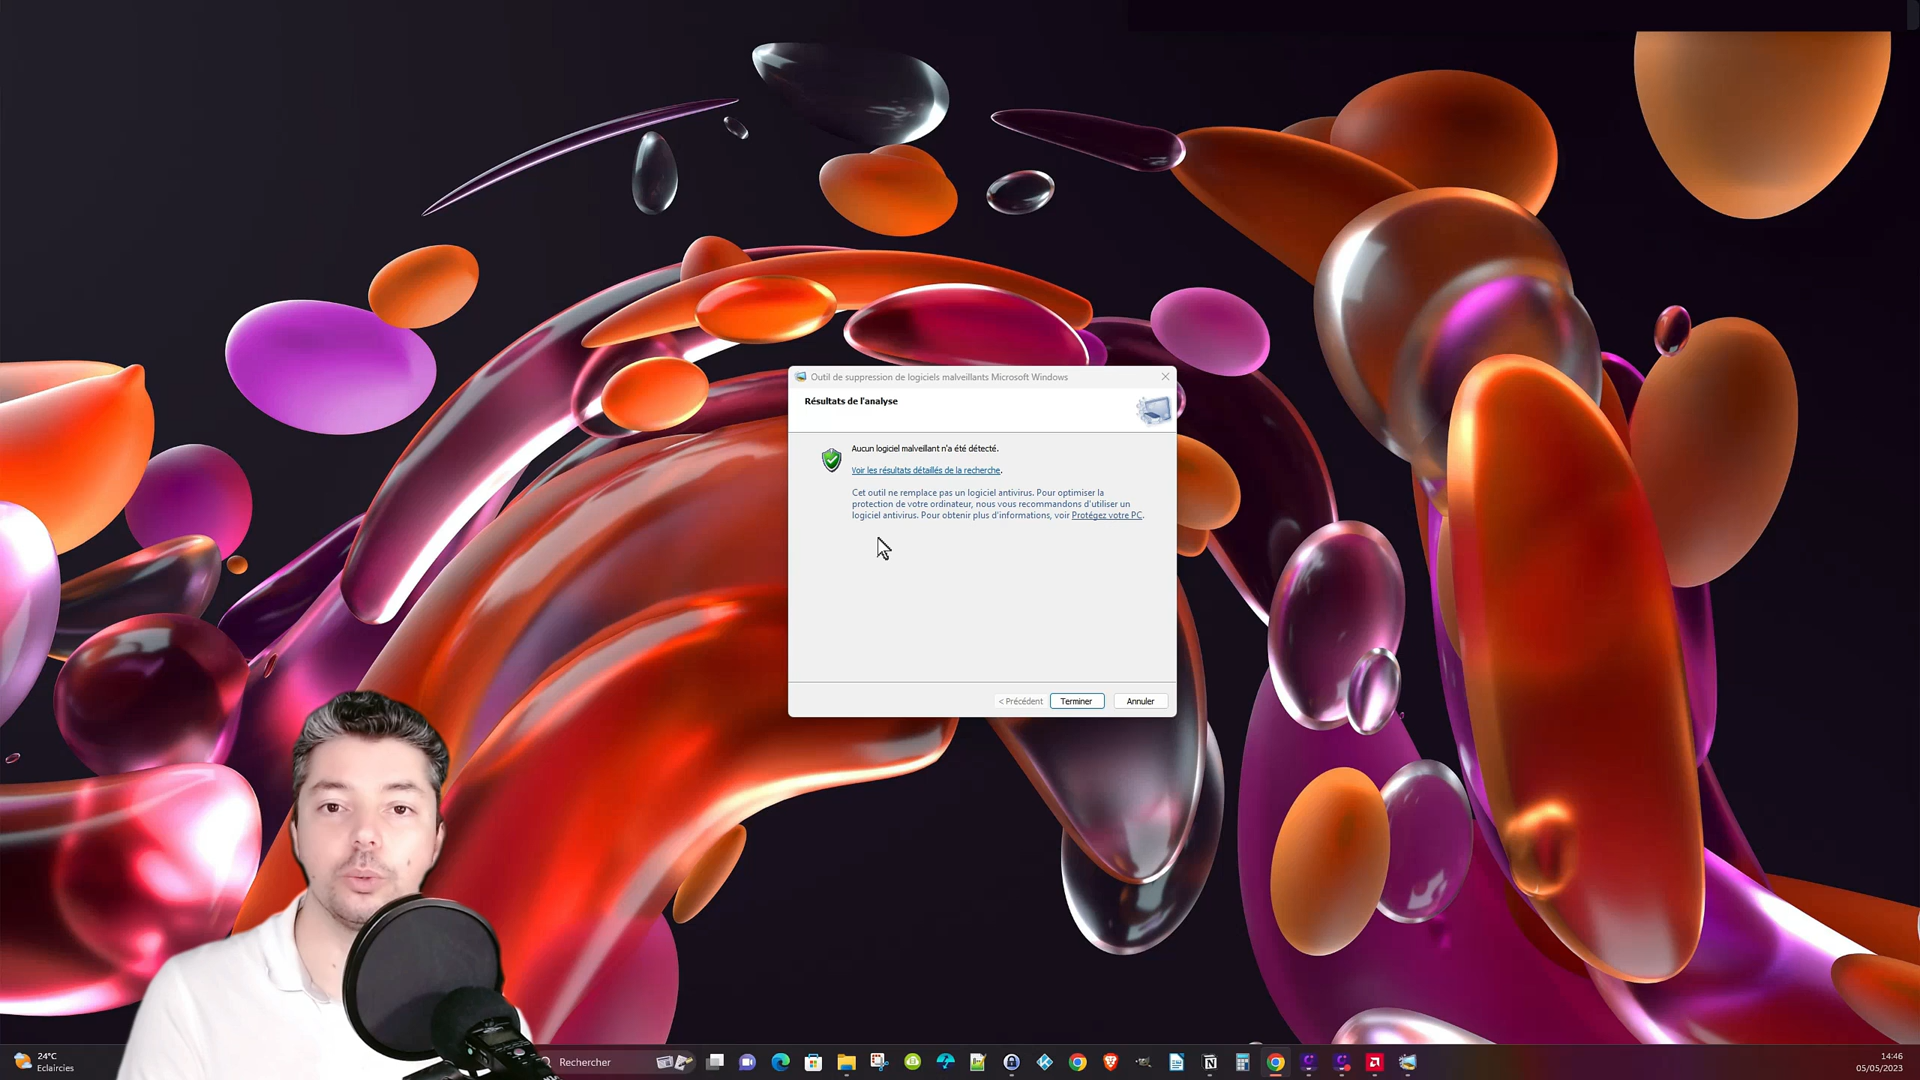 Outil de suppression de logiciels malveillants Microsoft Windows
Résultats de l'analyse
Aucun logiciel malveillant n'a été détecté.
Voir les résultats détaillés de la recherche.
Cet outil ne remplace pas un logiciel antivirus. Pour optimiser la
protection de votre ordinateur, nous vous recommandons d'utiliser un
logiciel antivirus. Pour obtenir plus d'informations, voir Protégez votre PC.
< Précédent
Terminer
Annuler
24°C
Eclaircies
Rechercher
14:46
05/05/2023